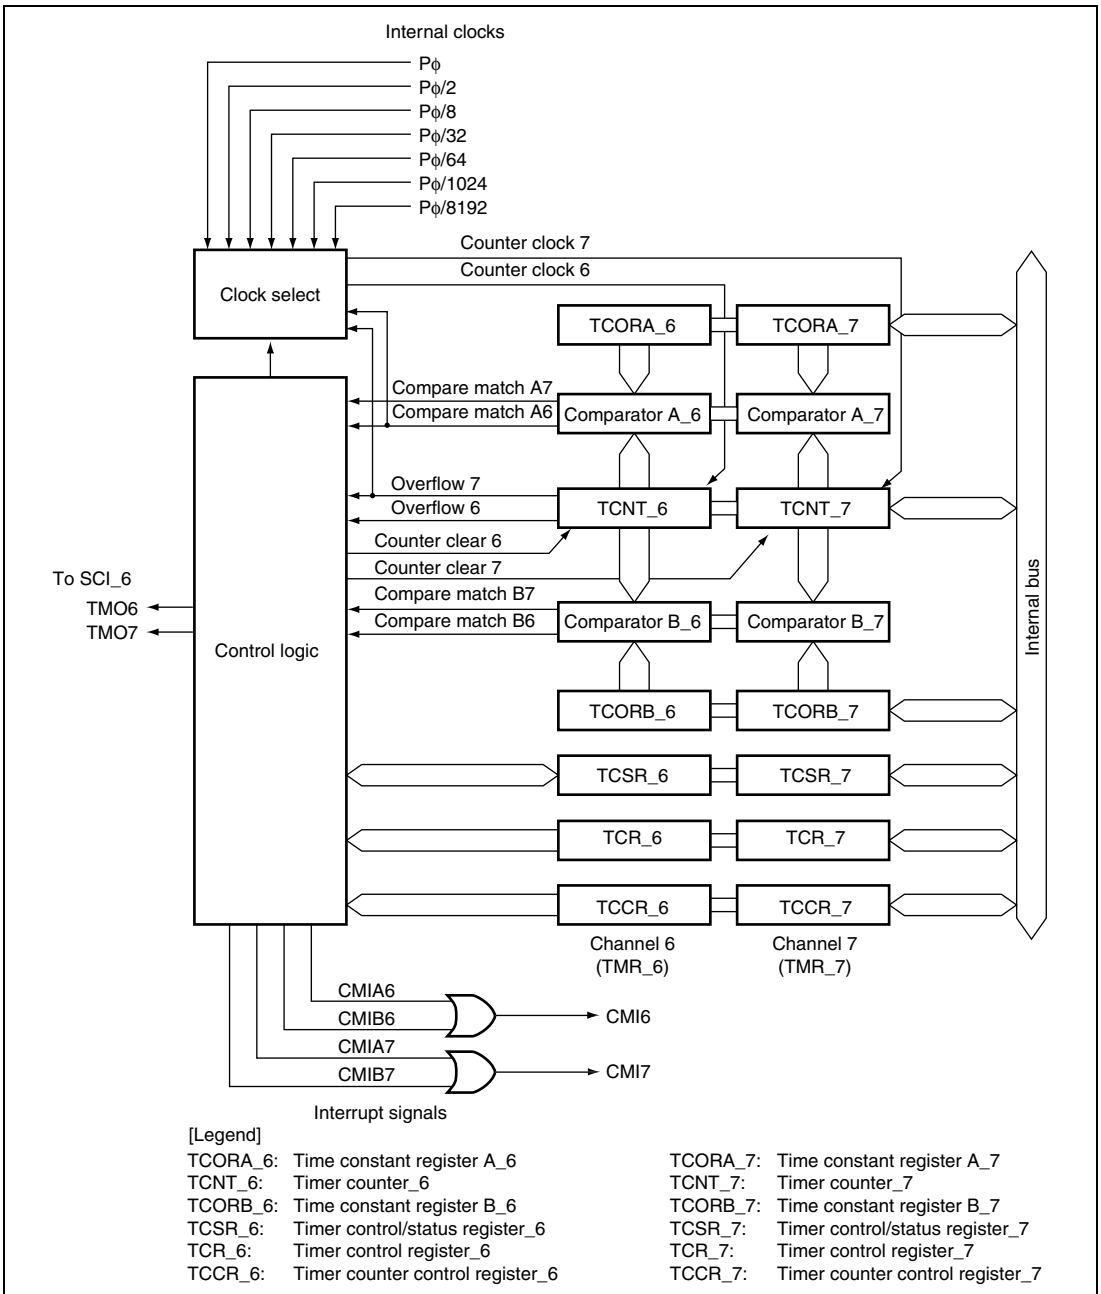 Internal clocks
Pϕ
Pϕ/2
Pϕ/8
Pϕ/32
Pϕ/64
Pϕ/1024
Pϕ/8192
Counter clock 7
Counter clock 6
Clock select
TCORA_6
TCORA_7
Compare match A7
Compare match A6
Comparator A_6
Comparator A_7
Overflow 7
Overflow 6
TCNT_6
TCNT_7
Counter clear 6
Counter clear 7
To SCI_6
TMO6
TMO7
Compare match B7
Compare match B6
Comparator B_6
Comparator B_7
Control logic
Internal bus
TCORB_6
TCORB_7
TCSR_6
TCSR_7
TCR_6
TCR_7
TCCR_6
TCCR_7
Channel 6
(TMR_6)
Channel 7
(TMR_7)
CMIA6
CMIB6
CMI6
CMIA7
CMIB7
CMI7
Interrupt signals
[Legend]
TCORA_6: Time constant register A_6
TCNT_6: Timer counter_6
TCORB_6: Time constant register B_6
TCSR_6: Timer control/status register_6
TCR_6: Timer control register_6
TCCR_6: Timer counter control register_6
TCORA_7: Time constant register A_7
TCNT_7: Timer counter_7
TCORB_7: Time constant register B_7
TCSR_7: Timer control/status register_7
TCR_7: Timer control register_7
TCCR_7: Timer counter control register_7